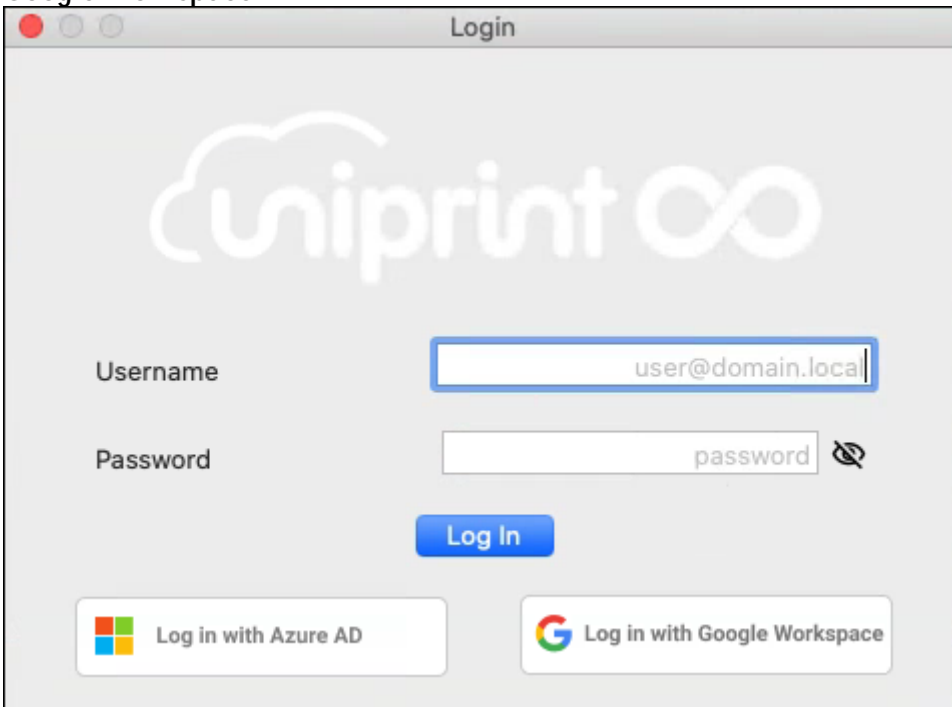 Login
uniprint
Username
user@domain.local
Password
password
Log In
Log in with Azure AD
Log in with Google Workspace